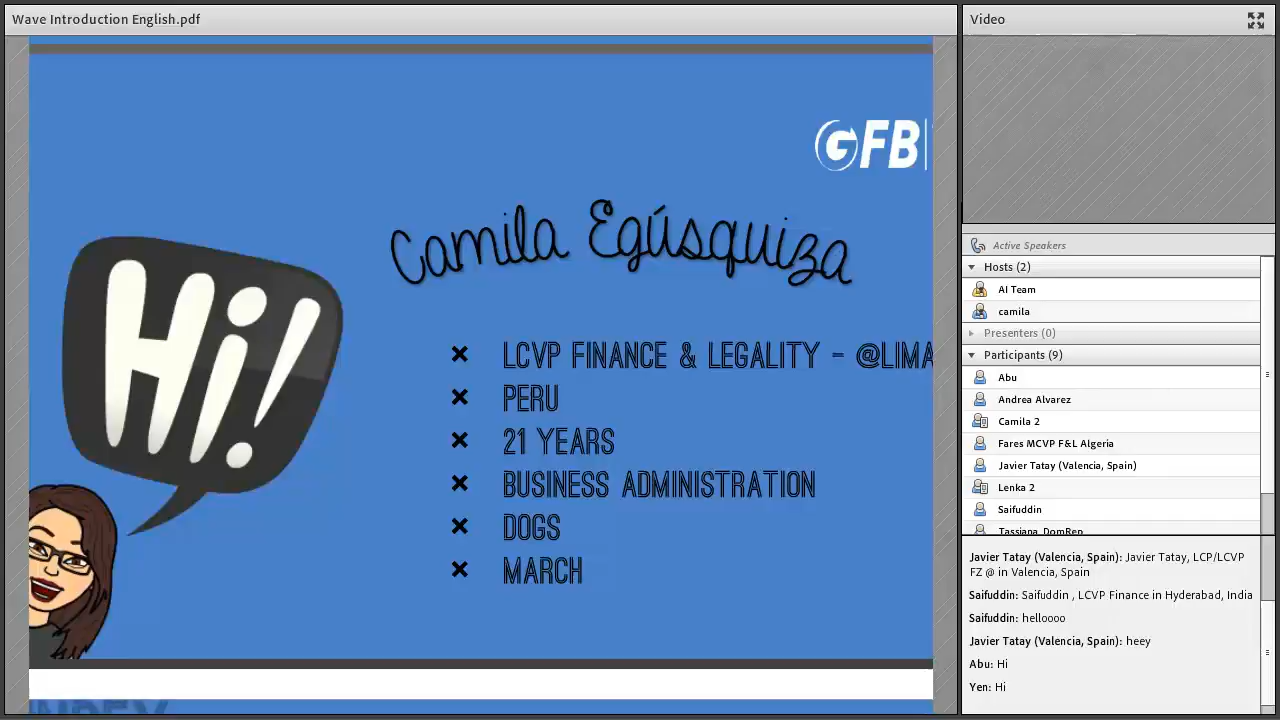 Wave Introduction English.pdf
GFB
Camila Egúsquiza
Hi!
× LCVP FINANCE & LEGALITY - @LIMA
× PERU
× 21 YEARS
× BUSINESS ADMINISTRATION
× DOGS
× MARCH
INDEX
Video
Active Speakers
Hosts (2)
AI Team
camila
Presenters (0)
Participants (9)
Abu
Andrea Alvarez
Camila 2
Fares MCVP F&L Algeria
Javier Tatay (Valencia, Spain)
Lenka 2
Saifuddin
Tassiana_DomRep
Javier Tatay (Valencia, Spain): Javier Tatay, LCP/LCVP
FZ @ in Valencia, Spain
Saifuddin: Saifuddin , LCVP Finance in Hyderabad, India
Saifuddin: helloooo
Javier Tatay (Valencia, Spain): heey
Abu: Hi
Yen: Hi